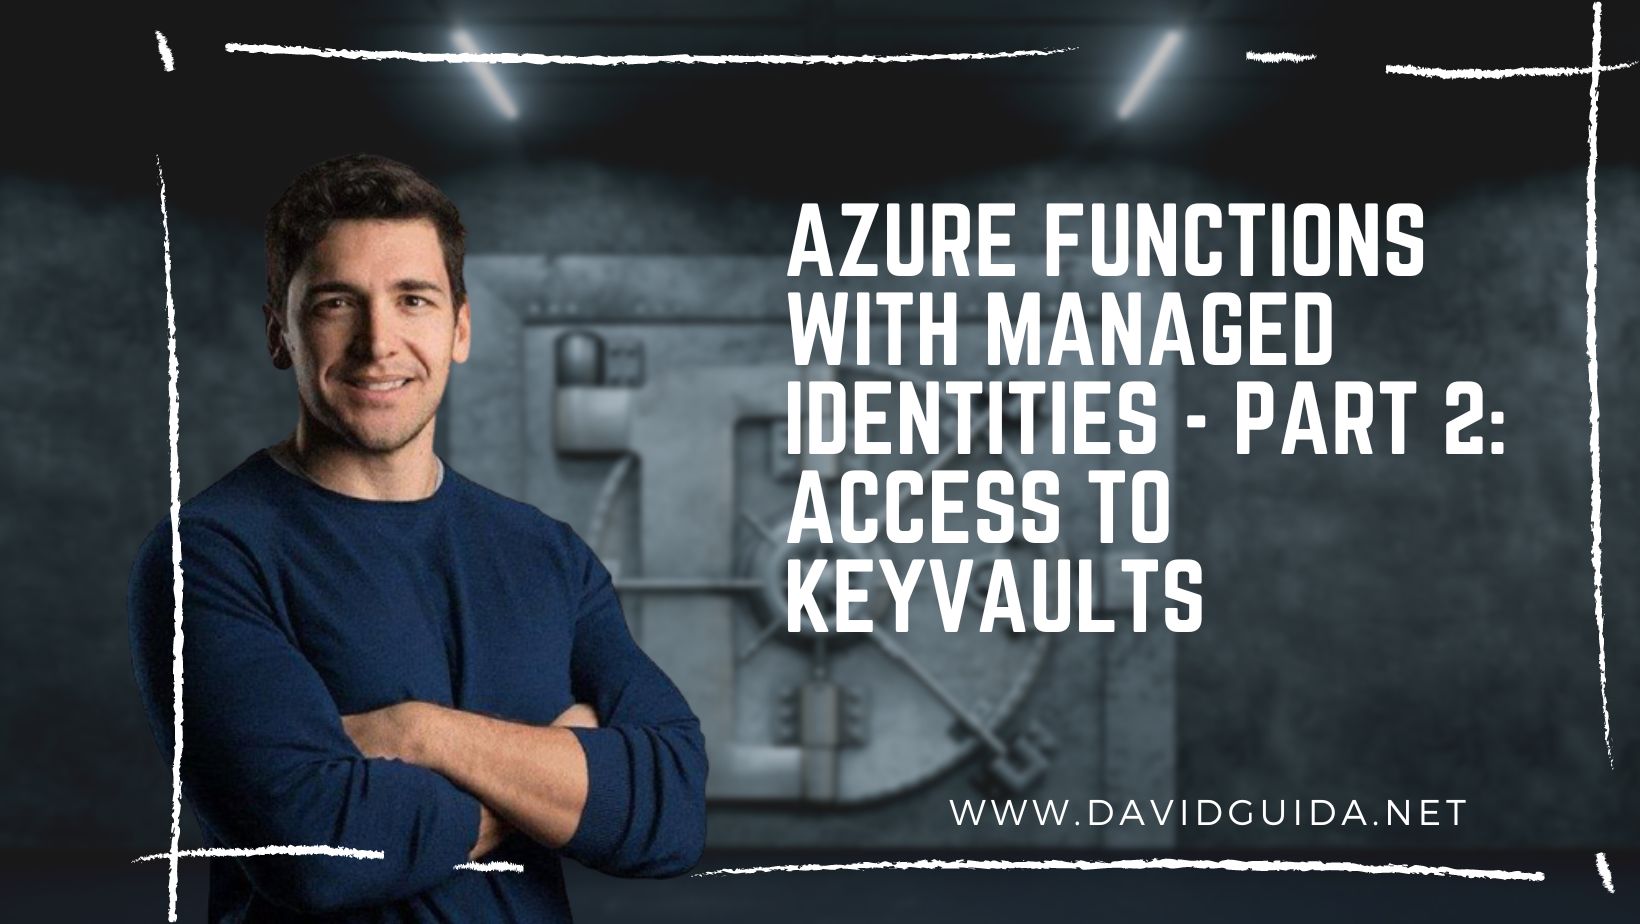 AZURE FUNCTIONS
WITH MANAGED
IDENTITIES - PART 2:
ACCESS TO
KEYVAULTS
WWW.DAVIDGUIDA.NET